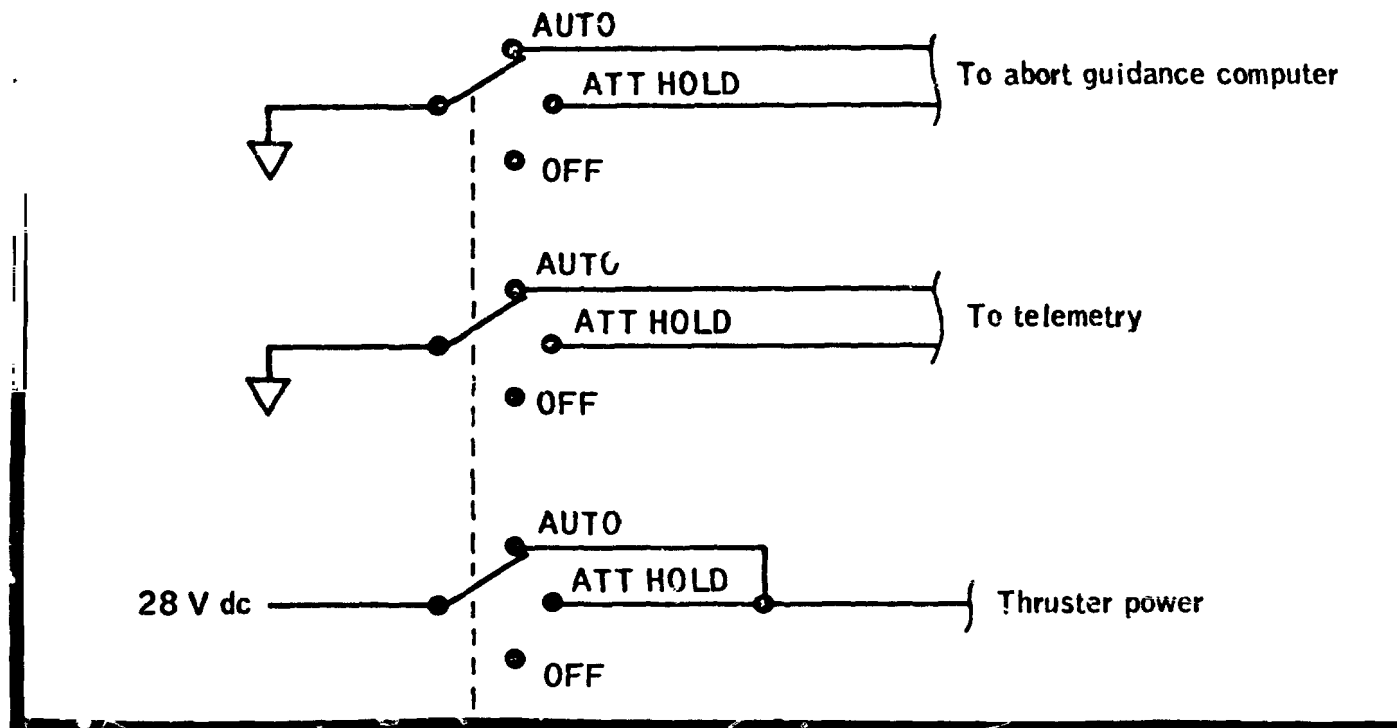 AUTO
ATT HOLD
To abort guidance computer
OFF
AUTO
ATT HOLD
To telemetry
OFF
AUTO
ATT HOLD
28 V dc
Thruster power
OFF